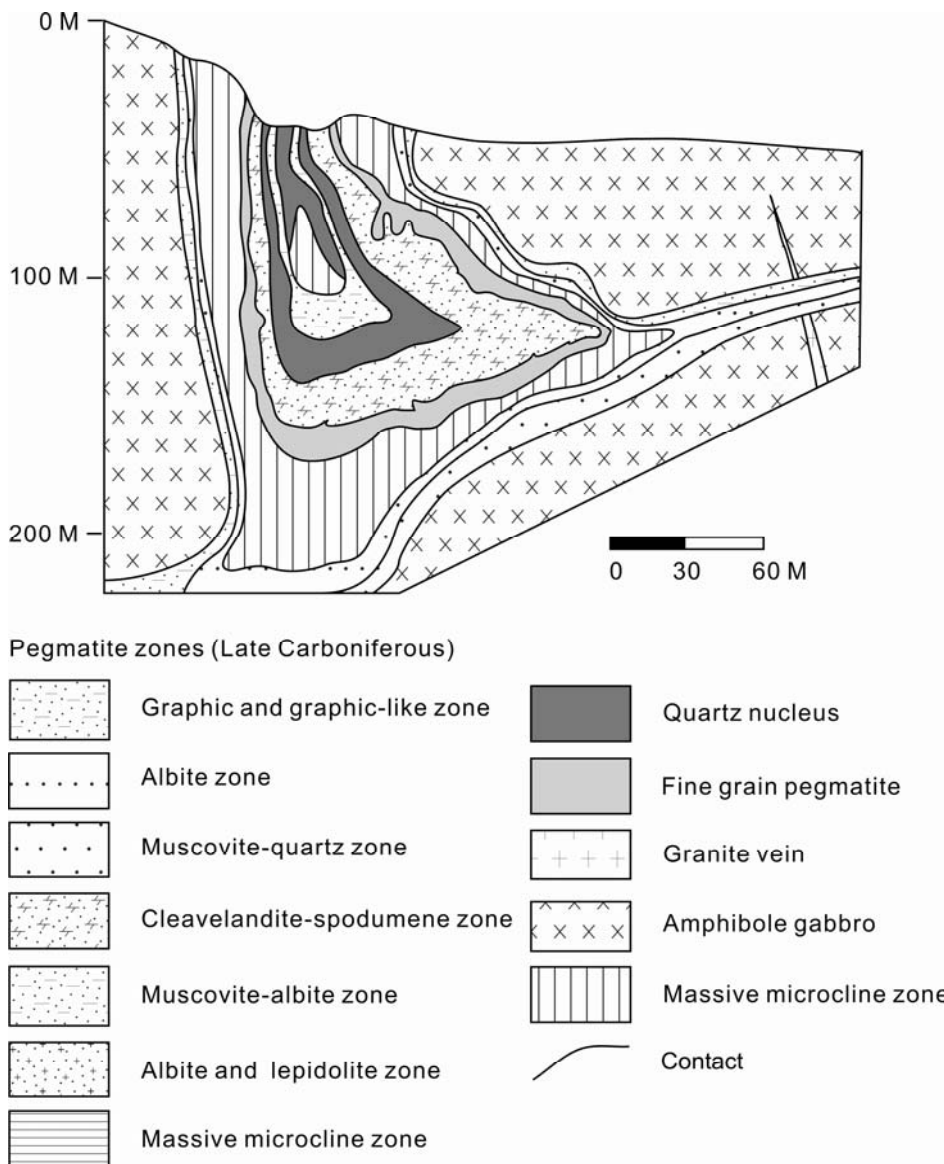 0 M
100 M
200 M
0 30 60 M
Pegmatite zones (Late Carboniferous)
Graphic and graphic-like zone
Albite zone
Muscovite-quartz zone
Cleavelandite-spodumene zone
Muscovite-albite zone
Albite and lepidolite zone
Massive microcline zone
Quartz nucleus
Fine grain pegmatite
Granite vein
Amphibole gabbro
Massive microcline zone
Contact